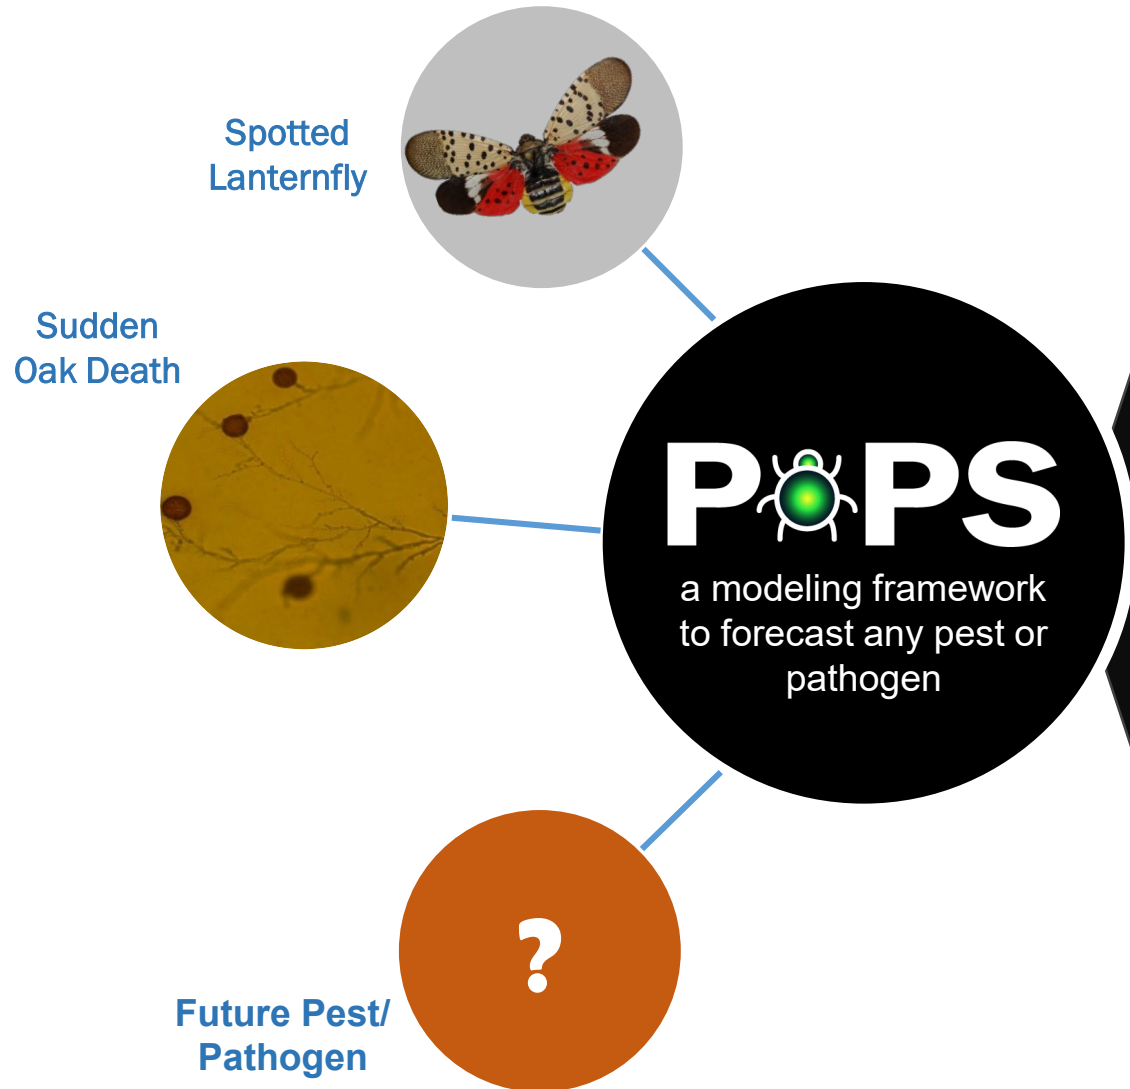 Spotted
Lanternfly
Sudden
Oak Death
POPS
a modeling framework
to forecast any pest or
pathogen
?
Future Pest/
Pathogen